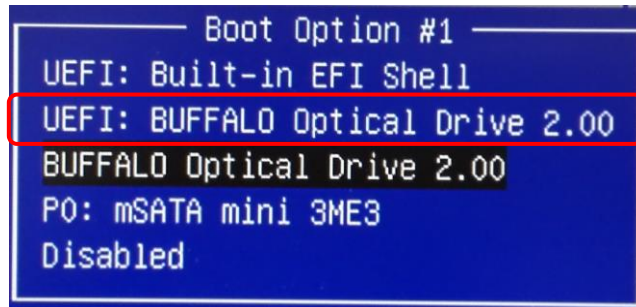 Boot Option #1
UEFI: Built-in EFI Shell
UEFI: BUFFALO Optical Drive 2.00
BUFFALO Optical Drive 2.00
P0: mSATA mini 3ME3
Disabled